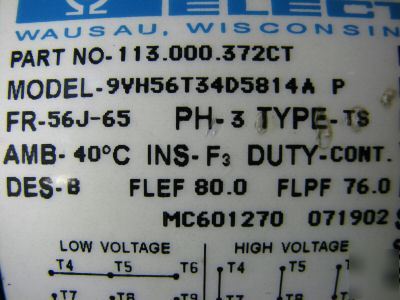 ELECT
WAUSAU, WISCONSIN
PART NO-113.000.372CT
MODEL-9VH56T34D5814A P
FR-56J-65 PH-3 TYPE-TS
AMB-40°C INS-F3 DUTY-CONT.
DES-B FLEF 80.0 FLPF 76.0
MC601270 071902
LOW VOLTAGE HIGH VOLTAGE
T4 T5 T6 T4 T5
T7 T8 T9 T7 T8